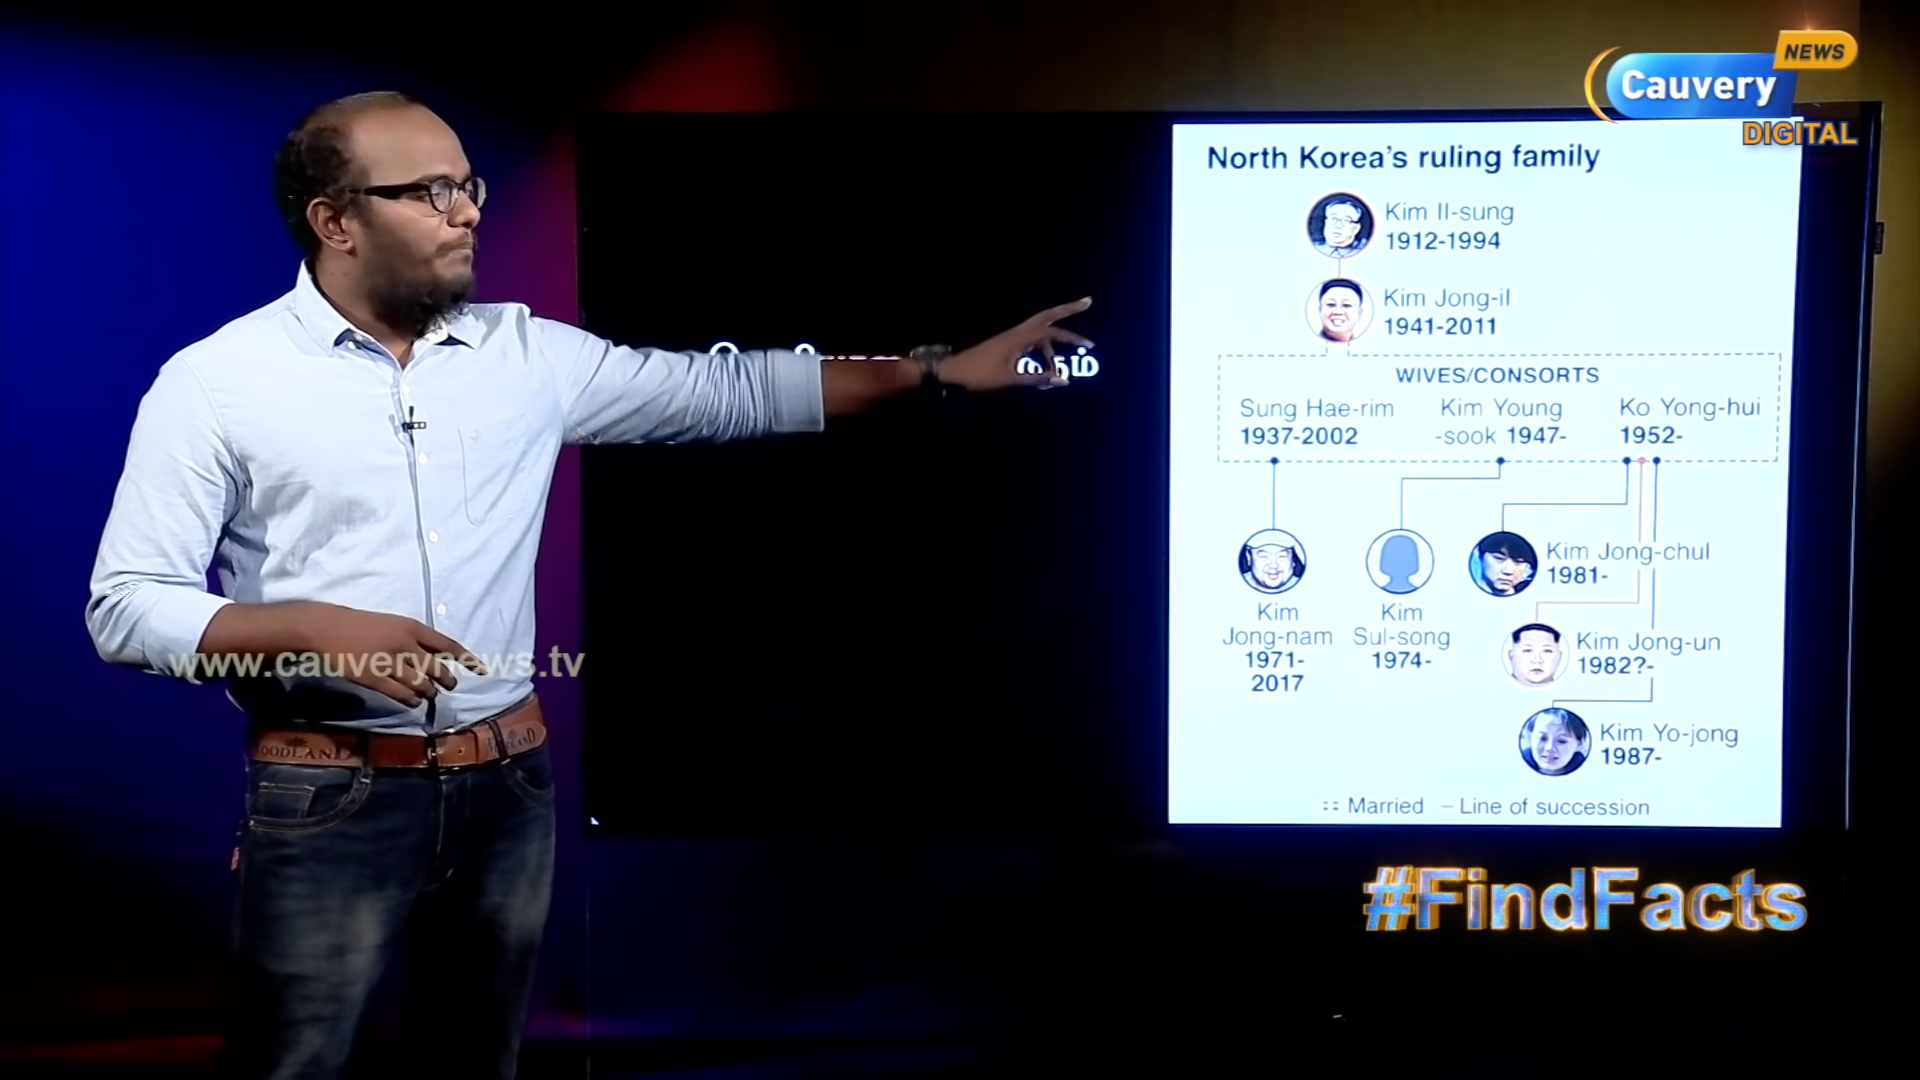 NEWS
Cauvery
DIGITAL
North Korea's ruling family
Kim Il-sung
1912-1994
Kim Jong-il
1941-2011
WIVES/CONSORTS
Sung Hae-rim
1937-2002
Kim Young
-sook 1947-
Ko Yong-hui
1952-
Kim
Jong-nam
1971-
2017
Kim
Sul-song
1974-
Kim Jong-chul
1981-
Kim Jong-un
1982?-
Kim Yo-jong
1987-
Married
Line of succession
www.cauverynews.tv
#FindFacts